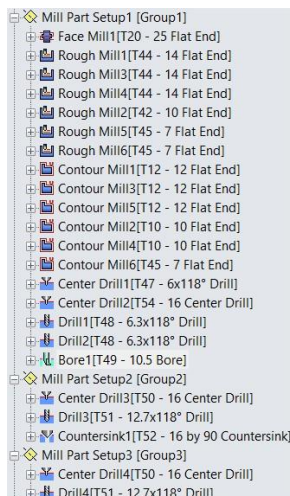 Mill Part Setup1 [Group1]
Face Mill1[T20 - 25 Flat End]
Rough Mill1[T44 - 14 Flat End]
Rough Mill3[T44 - 14 Flat End]
Rough Mill4[T44 - 14 Flat End]
Rough Mill2[T42 - 10 Flat End]
Rough Mill5[T45 - 7 Flat End]
Rough Mill6[T45 - 7 Flat End]
Contour Mill1[T12 - 12 Flat End]
Contour Mill3[T12 - 12 Flat End]
Contour Mill5[T12 - 12 Flat End]
Contour Mill2[T10 - 10 Flat End]
Contour Mill4[T10 - 10 Flat End]
Contour Mill6[T45 - 7 Flat End]
Center Drill1[T47 - 6x118° Drill]
Center Drill2[T54 - 16 Center Drill]
Drill1[T48 - 6.3x118° Drill]
Drill2[T48 - 6.3x118° Drill]
Bore1[T49 - 10.5 Bore]
Mill Part Setup2 [Group2]
Center Drill3[T50 - 16 Center Drill]
Drill3[T51 - 12.7x118° Drill]
Countersink1[T52 - 16 by 90 Countersink]
Mill Part Setup3 [Group3]
Center Drill4[T50 - 16 Center Drill]
Drill4[T51 - 12.7x118° Drill]